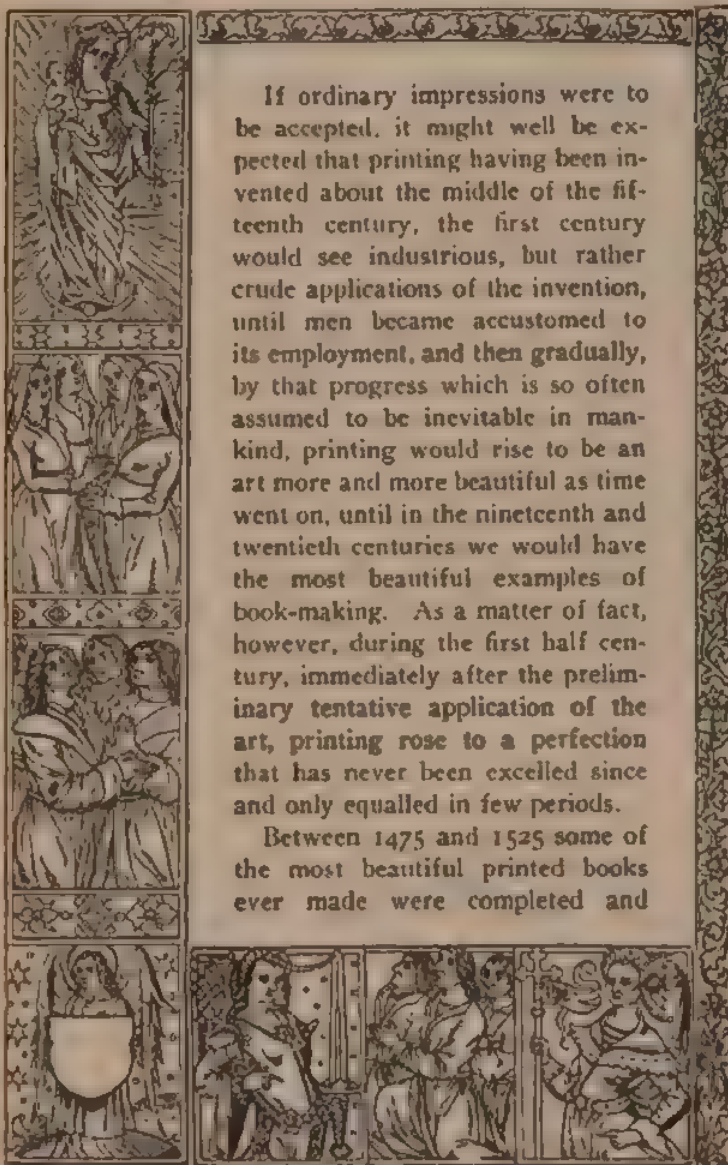 If ordinary impressions were to
be accepted, it might well be ex-
pected that printing having been in-
vented about the middle of the fif-
teenth century, the first century
would see industrious, but rather
crude applications of the invention,
until men became accustomed to
its employment, and then gradually,
by that progress which is so often
assumed to be inevitable in man-
kind, printing would rise to be an
art more and more beautiful as time
went on, until in the nineteenth and
twentieth centuries we would have
the most beautiful examples of
book-making. As a matter of fact,
however, during the first half cen-
tury, immediately after the prelim-
inary tentative application of the
art, printing rose to a perfection
that has never been excelled since
and only equalled in few periods.
Between 1475 and 1525 some of
the most beautiful printed books
ever made were completed and